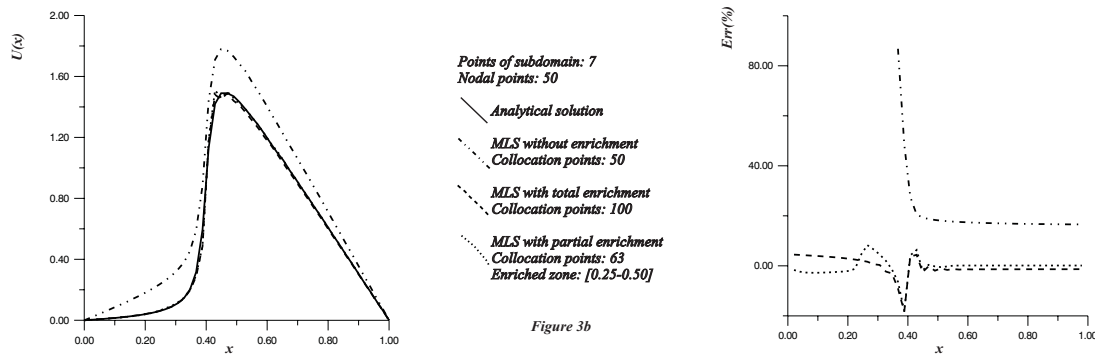 U(x)
2.00
1.60
1.20
0.80
0.40
0.00
0.00 0.20 0.40 0.60 0.80 1.00
x
Points of subdomain: 7
Nodal points: 50
Analytical solution
MLS without enrichment
Collocation points: 50
MLS with total enrichment
Collocation points: 100
MLS with partial enrichment
Collocation points: 63
Enriched zone: [0.25-0.50]
Figure 3b
Err(%)
80.00
40.00
0.00
0.00 0.20 0.40 0.60 0.80 1.00
x